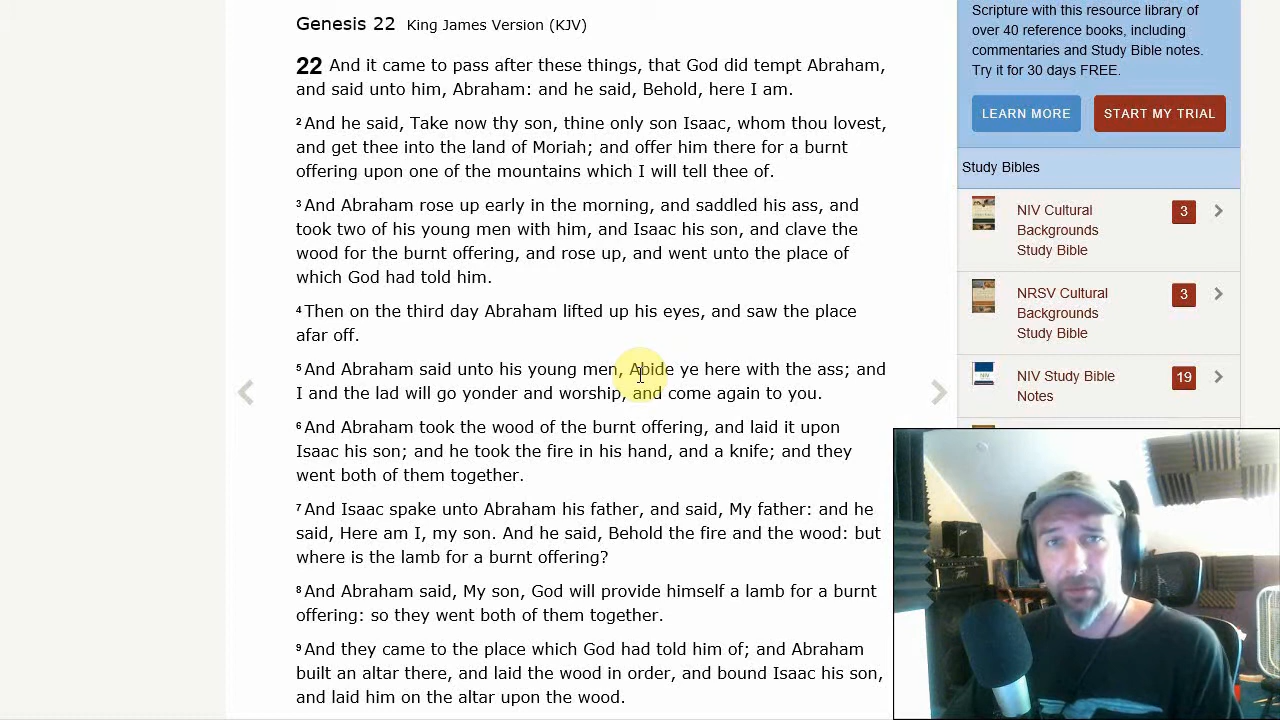 Genesis 22 King James Version (KJV)
22 And it came to pass after these things, that God did tempt Abraham,
and said unto him, Abraham: and he said, Behold, here I am.
2 And he said, Take now thy son, thine only son Isaac, whom thou lovest,
and get thee into the land of Moriah; and offer him there for a burnt
offering upon one of the mountains which I will tell thee of.
3 And Abraham rose up early in the morning, and saddled his ass, and
took two of his young men with him, and Isaac his son, and clave the
wood for the burnt offering, and rose up, and went unto the place of
which God had told him.
4 Then on the third day Abraham lifted up his eyes, and saw the place
afar off.
5 And Abraham said unto his young men, Abide ye here with the ass; and
I and the lad will go yonder and worship, and come again to you.
6 And Abraham took the wood of the burnt offering, and laid it upon
Isaac his son; and he took the fire in his hand, and a knife; and they
went both of them together.
7 And Isaac spake unto Abraham his father, and said, My father: and he
said, Here am I, my son. And he said, Behold the fire and the wood: but
where is the lamb for a burnt offering?
8 And Abraham said, My son, God will provide himself a lamb for a burnt
offering: so they went both of them together.
9 And they came to the place which God had told him of; and Abraham
built an altar there, and laid the wood in order, and bound Isaac his son,
and laid him on the altar upon the wood.
Scripture with this resource library of
over 40 reference books, including
commentaries and Study Bible notes.
Try it for 30 days FREE.
LEARN MORE START MY TRIAL
Study Bibles
NIV Cultural 3
Backgrounds
Study Bible
NRSV Cultural 3
Backgrounds
Study Bible
NIV Study Bible 19
Notes